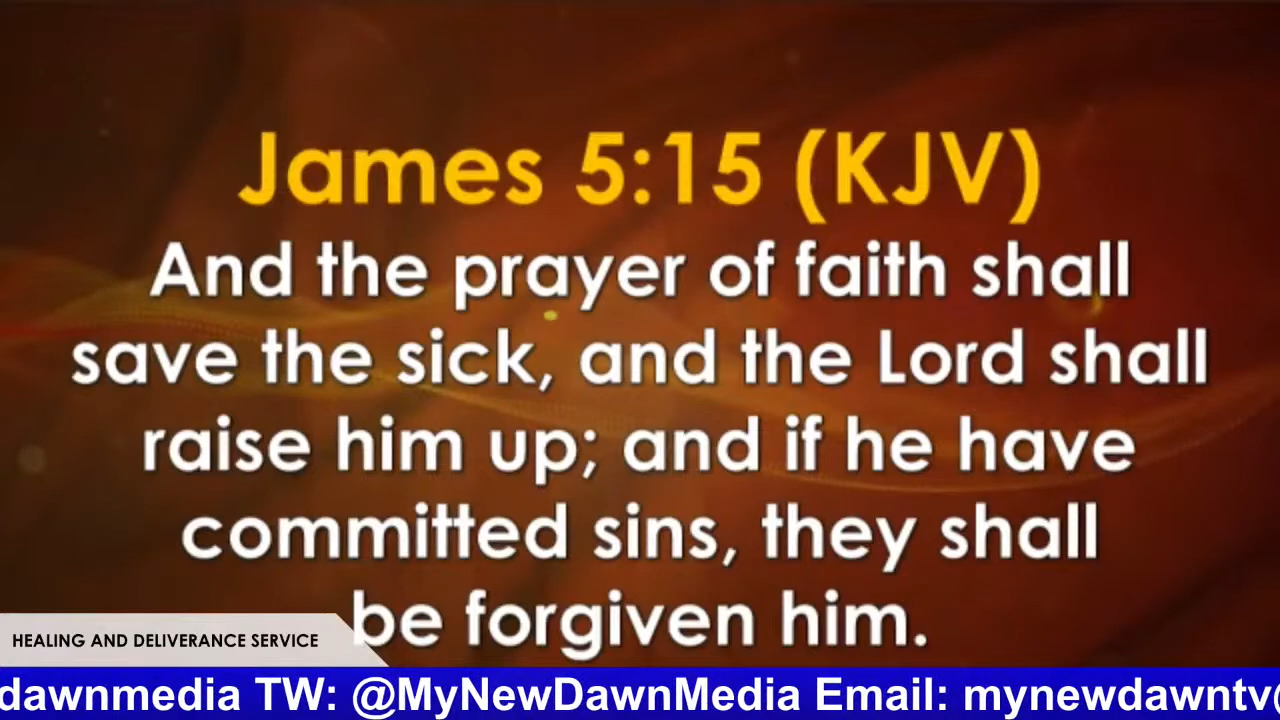 James 5:15 (KJV)
And the prayer of faith shall
save the sick, and the Lord shall
raise him up; and if he have
committed sins, they shall
be forgiven him.
HEALING AND DELIVERANCE SERVICE
dawnmedia TW: @MyNewDawnMedia Email: mynewdawntv(